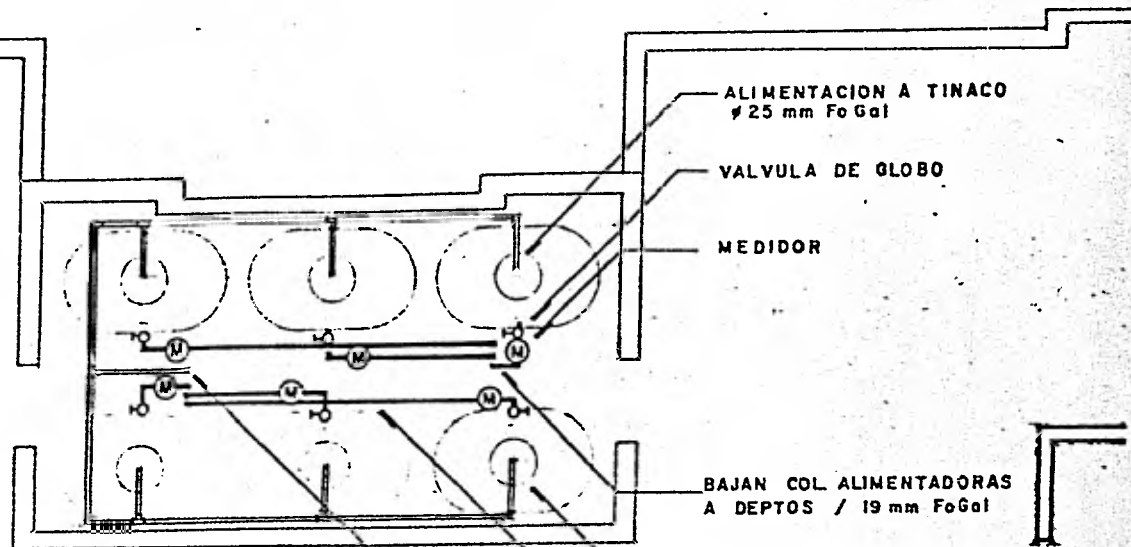 ALIMENTACION A TINACO
ø 25 mm Fo Gal
VALVULA DE GLOBO
MEDIDOR
M
M
M
M
M
M
BAJAN COL. ALIMENTADORAS
A DEPTOS / 19 mm FoGal